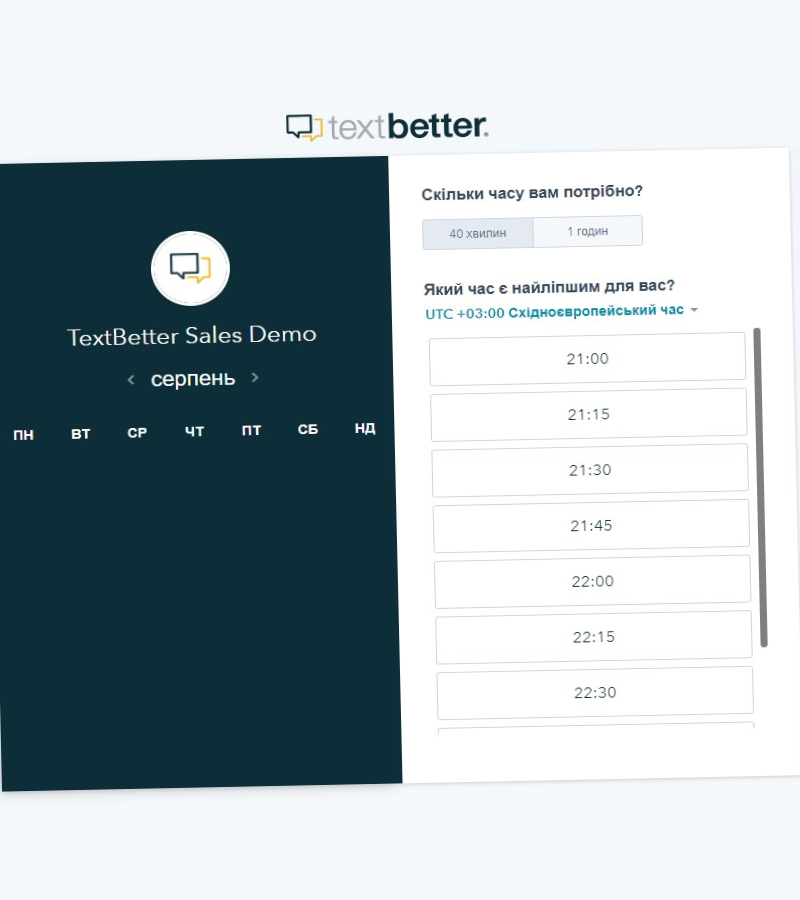 textbetter.
TextBetter Sales Demo
серпень
ПН ВТ СР ЧТ ПТ СБ НД
Скільки часу вам потрібно?
40 хвилин 1 годин
Який час є найліпшим для вас?
UTC +03:00 Східноєвропейський час
21:00
21:15
21:30
21:45
22:00
22:15
22:30